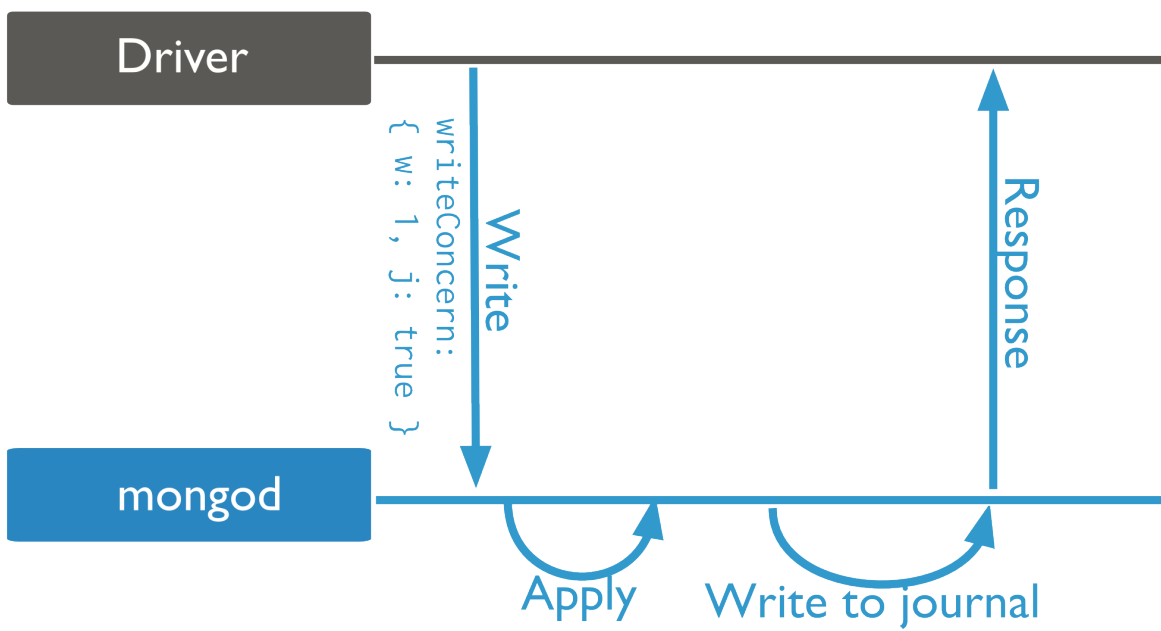 Driver
writeConcern:
{ w: 1, j: true }
Write
Response
mongod
Apply
Write to journal